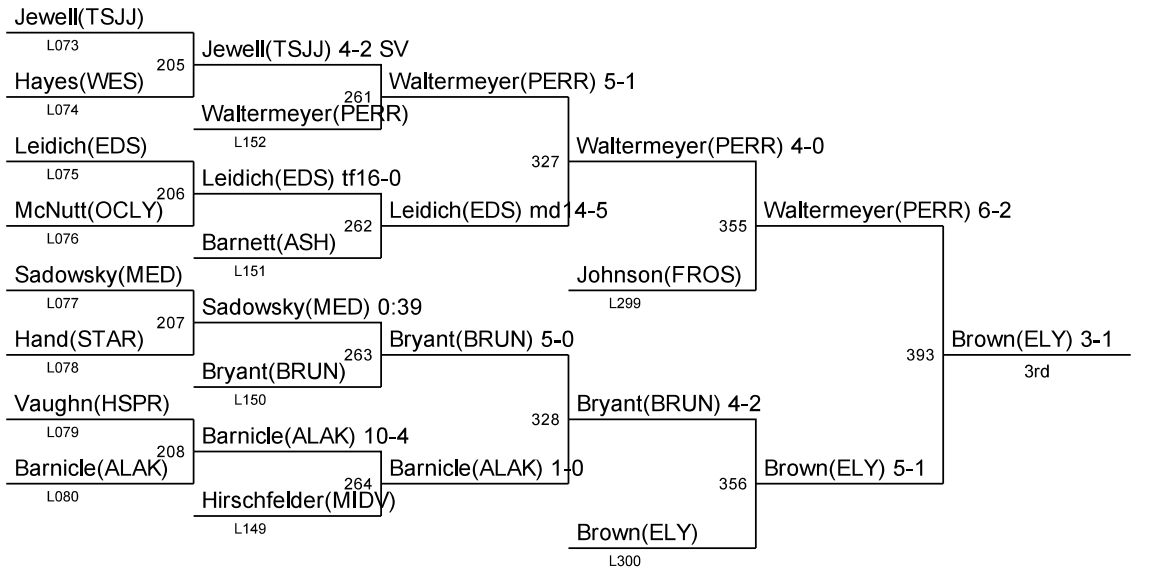 Jewell(TSJJ)
L073
205
Jewell(TSJJ) 4-2 SV
Hayes(WES)
L074
261
Waltermeyer(PERR) 5-1
Waltermeyer(PERR)
L152
Leidich(EDS)
L075
327
Waltermeyer(PERR) 4-0
206
Leidich(EDS) tf16-0
McNutt(OCLY)
L076
262
Leidich(EDS) md14-5
355
Waltermeyer(PERR) 6-2
Barnett(ASH)
L151
Sadowsky(MED)
L077
Johnson(FROS)
L299
207
Sadowsky(MED) 0:39
Hand(STAR)
L078
263
Bryant(BRUN) 5-0
393
Brown(ELY) 3-1
3rd
Bryant(BRUN)
L150
Vaughn(HSPR)
L079
328
Bryant(BRUN) 4-2
208
Barnicle(ALAK) 10-4
Barnicle(ALAK)
L080
264
Barnicle(ALAK) 1-0
356
Brown(ELY) 5-1
Hirschfelder(MIDV)
L149
Brown(ELY)
L300